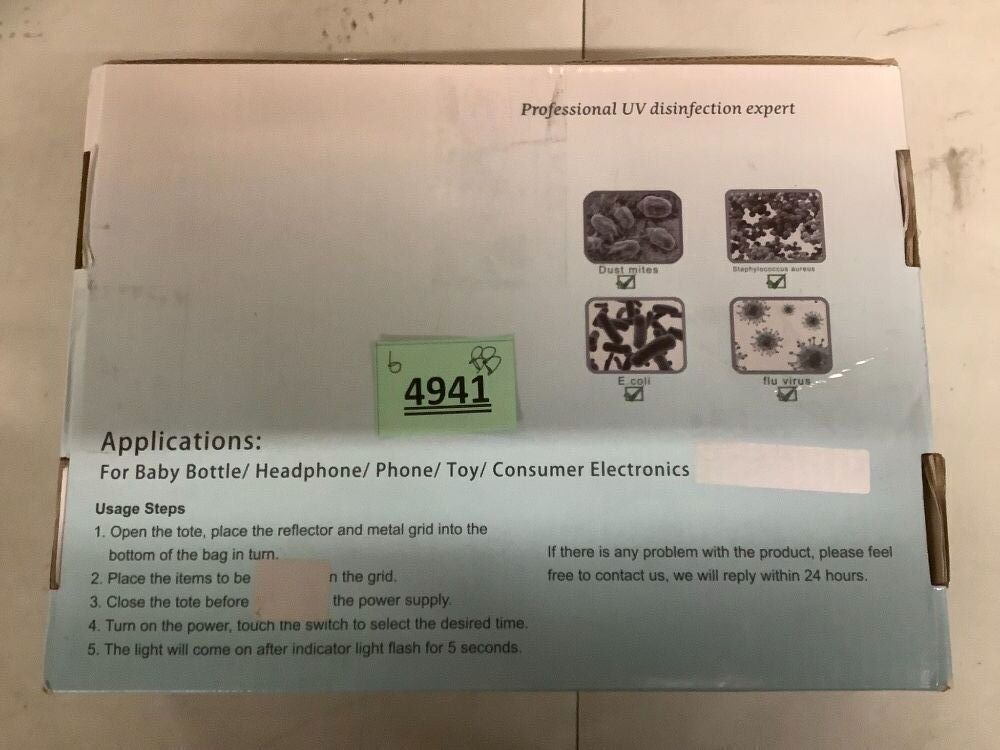 Professional UV disinfection expert
Dust mites
Staphylococcus aureus
E coli
flu virus
6
4941
Applications:
For Baby Bottle/ Headphone/ Phone/ Toy/ Consumer Electronics
Usage Steps
1. Open the tote, place the reflector and metal grid into the
bottom of the bag in turn.
2. Place the items to be n the grid.
3. Close the tote before the power supply.
4. Turn on the power, touch the switch to select the desired time.
5. The light will come on after indicator light flash for 5 seconds.
If there is any problem with the product, please feel
free to contact us, we will reply within 24 hours.